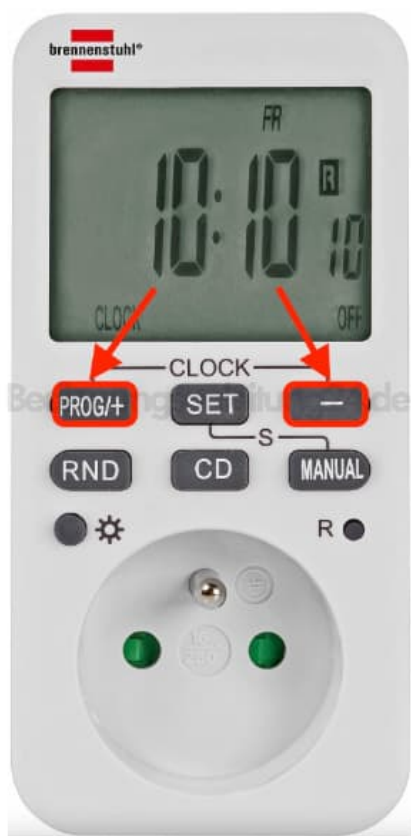 brennenstuhl®
FR
10:10 R
10
CLOCK OFF
CLOCK
PROG/+ SET –
S
RND CD MANUAL
R